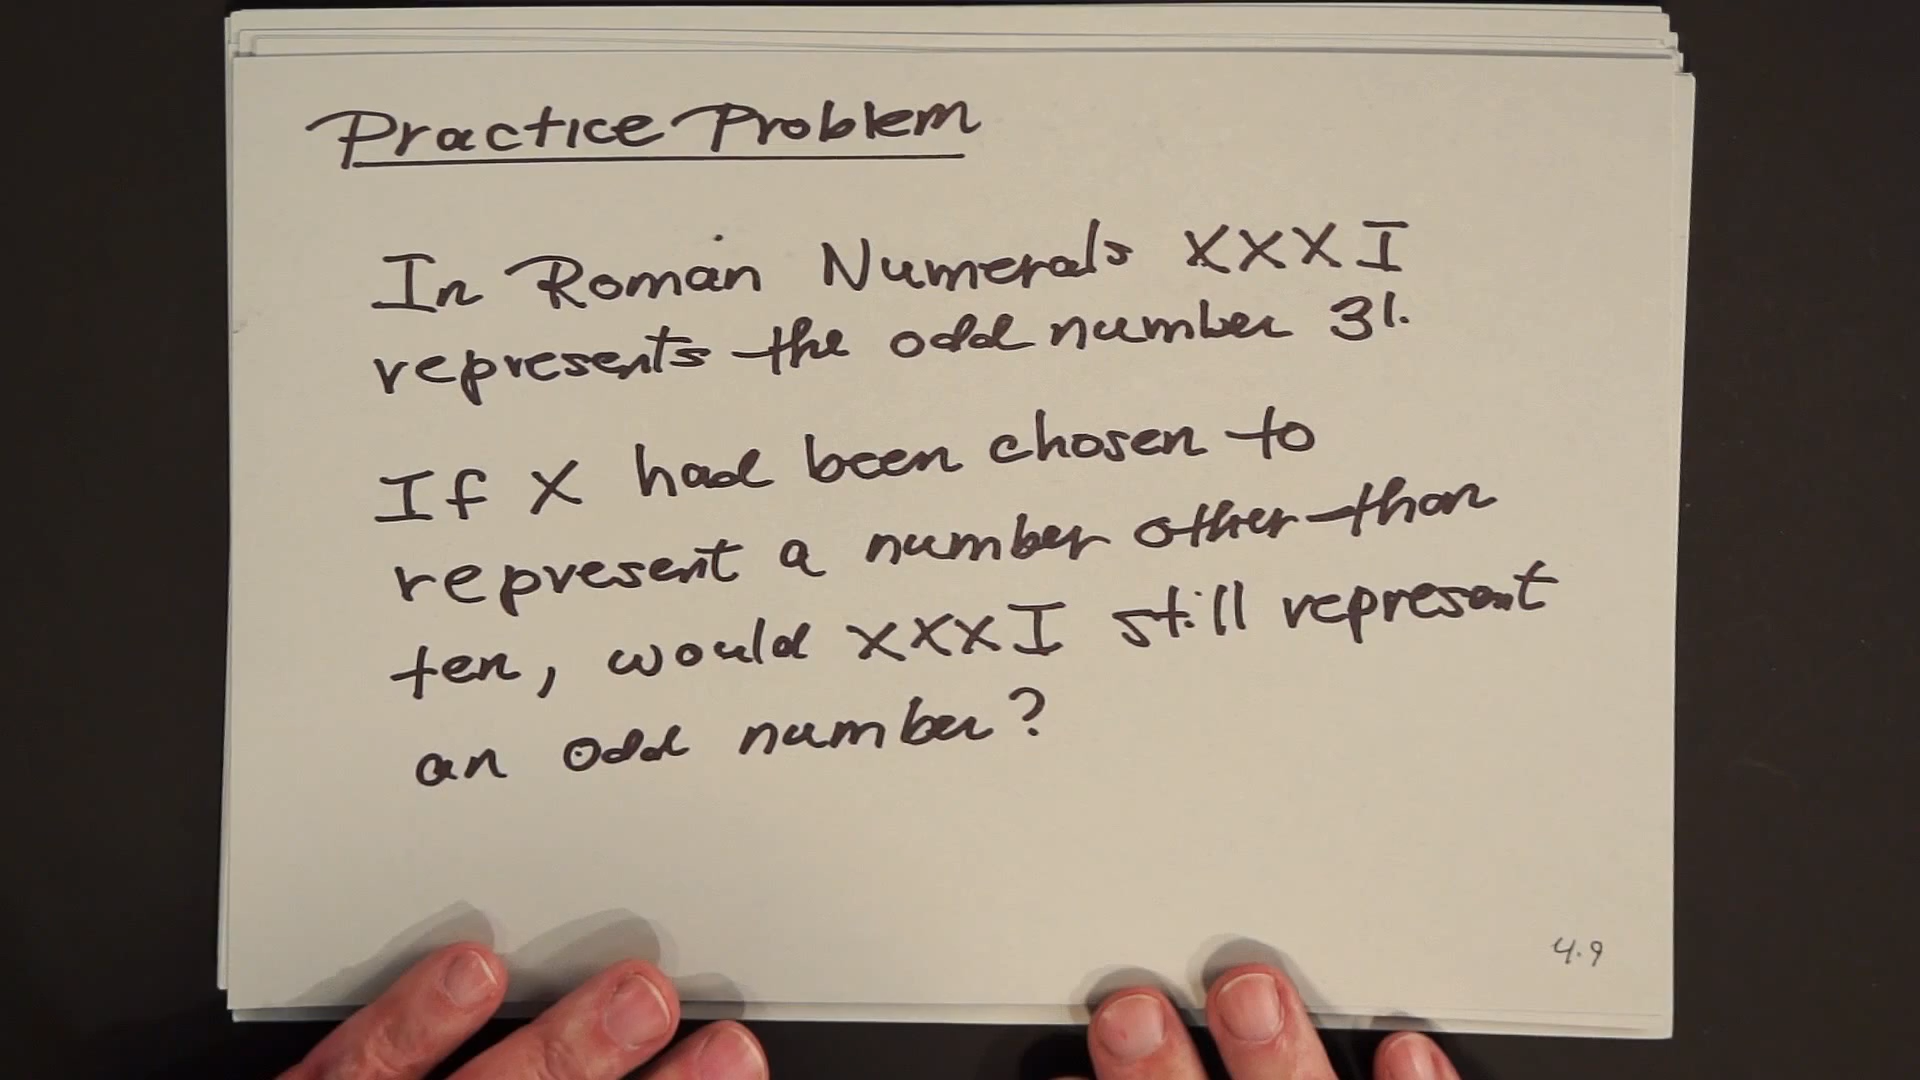 Practice Problem
In Roman Numerals XXXI
represents the odd number 31.
If X had been chosen to
represent a number other than
ten, would XXXI still represent
an odd number?
4.9